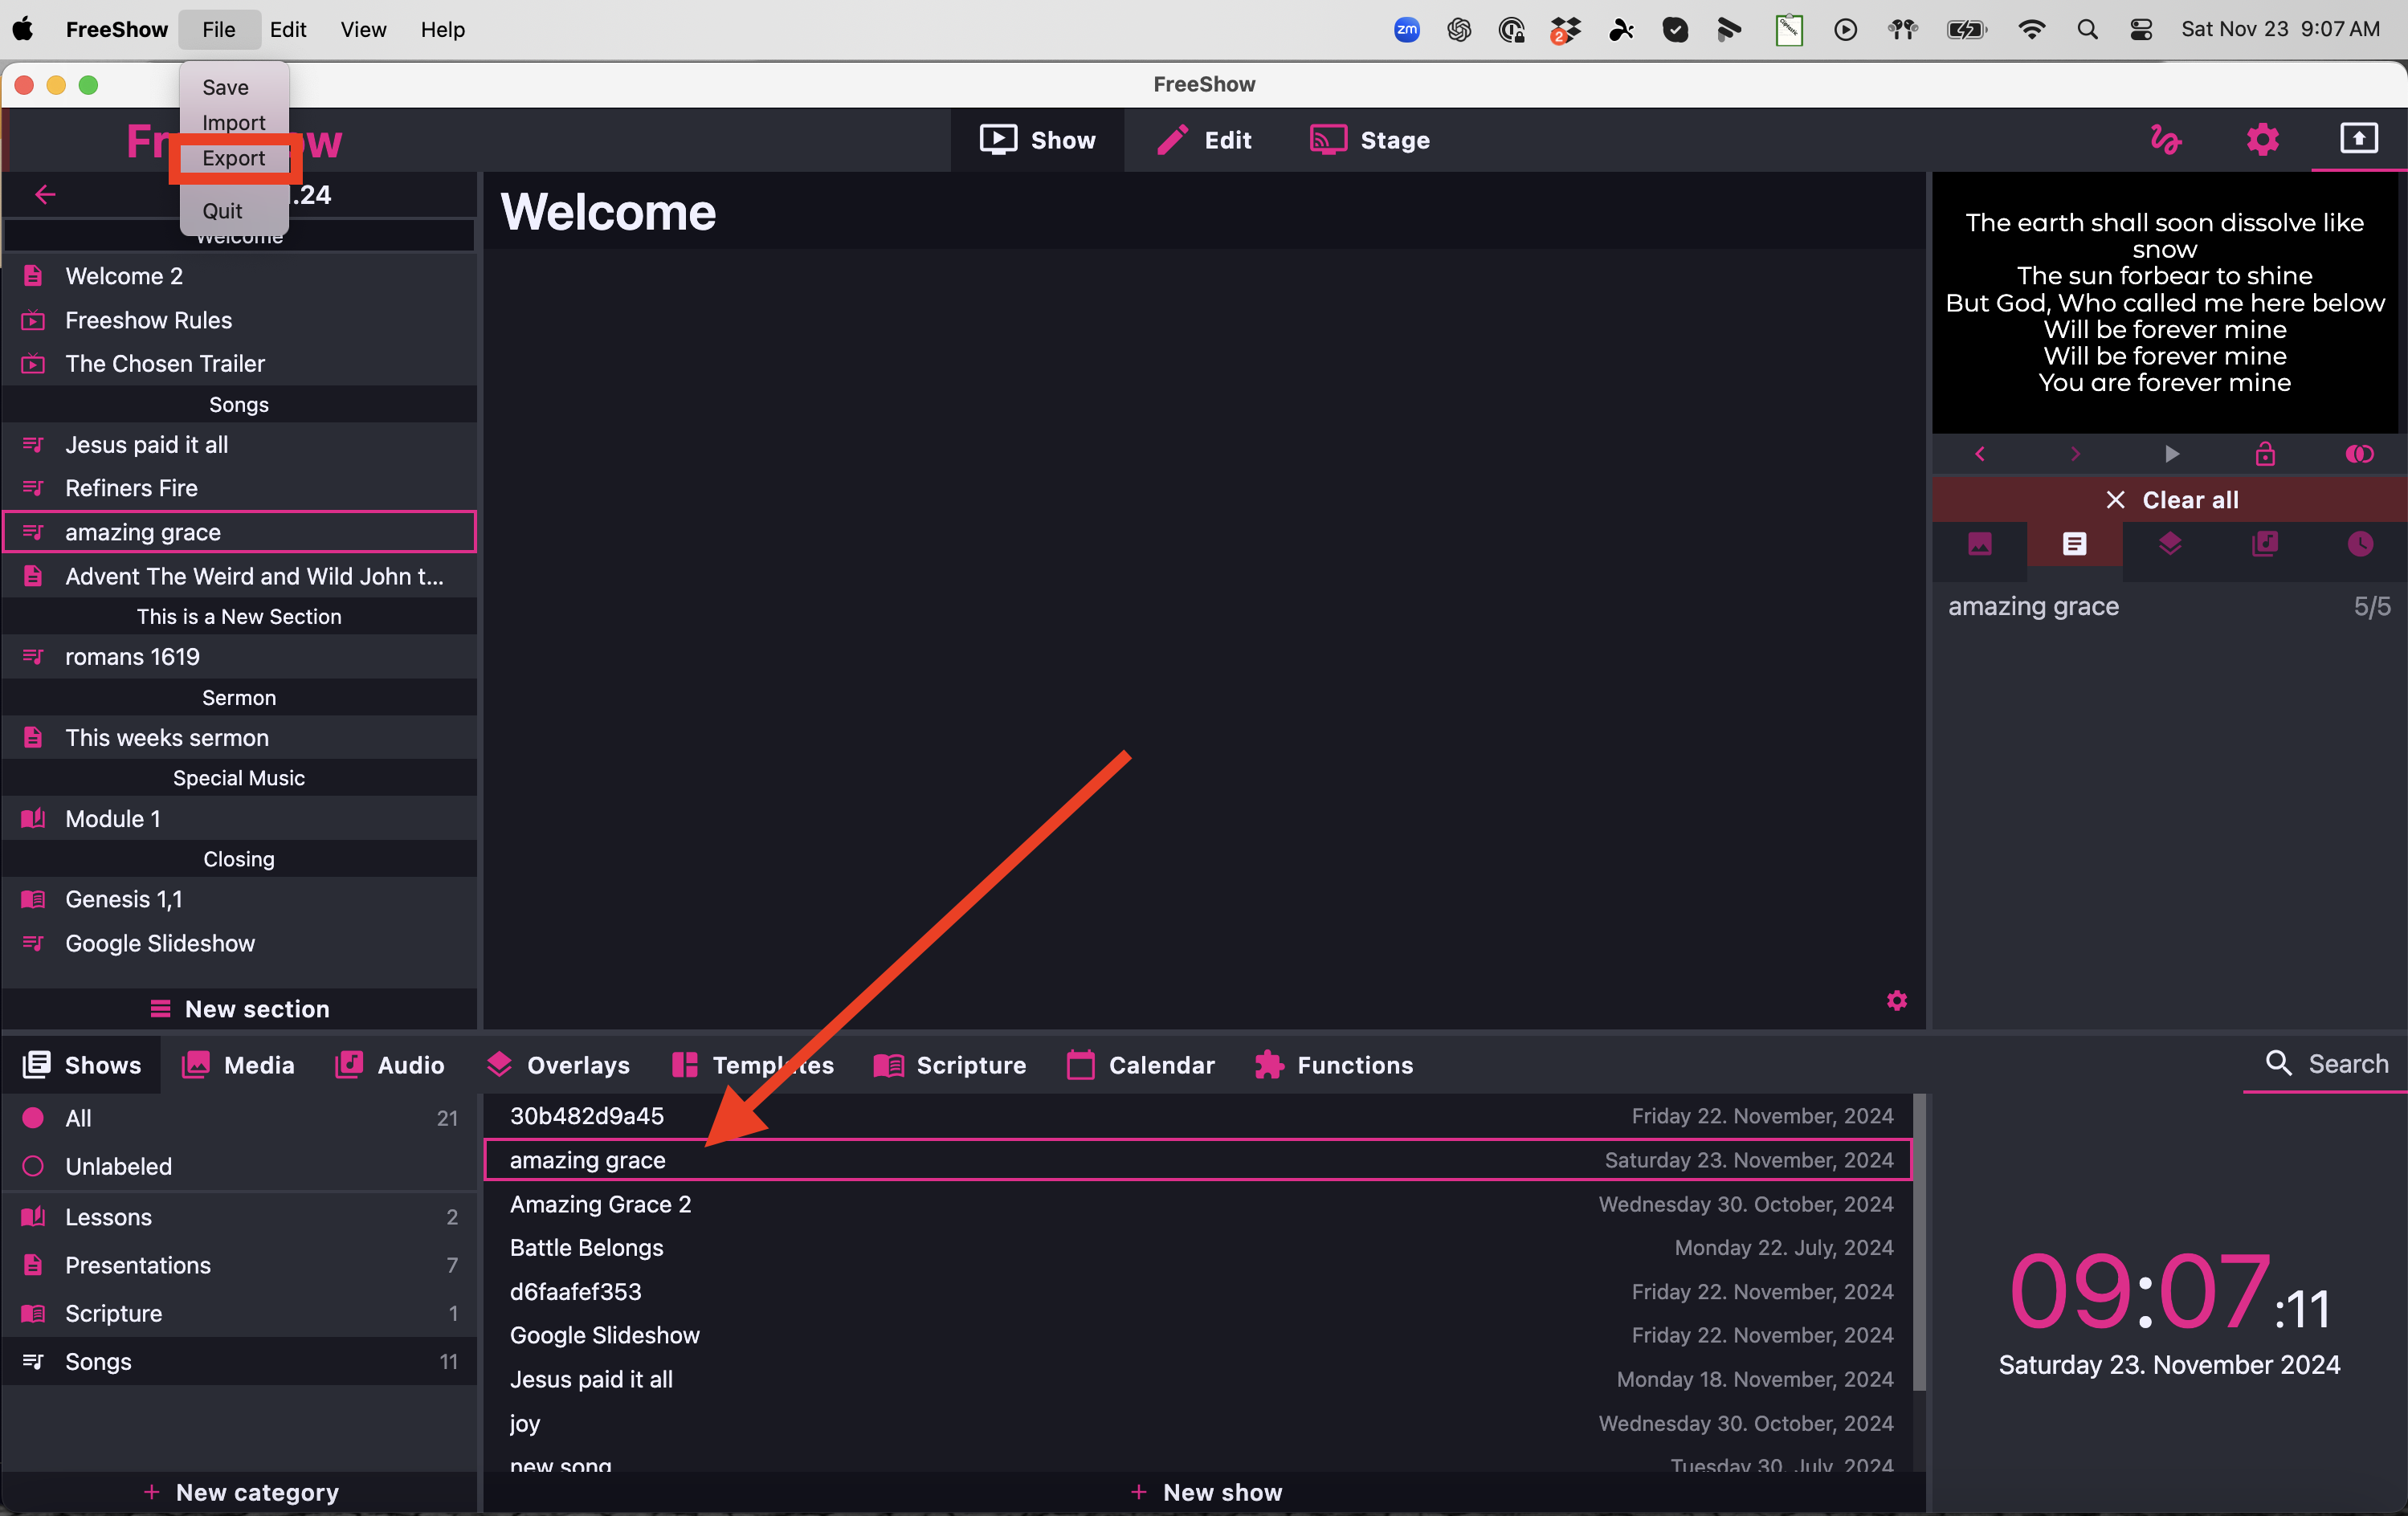 FreeShow File Edit View Help
zm 2 Sat Nov 23 9:07 AM
FreeShow
Save
Import
Export
Quit
Fr ow
Show Edit Stage
.24
Welcome
Welcome 2
Freeshow Rules
The Chosen Trailer
Songs
Jesus paid it all
Refiners Fire
amazing grace
Advent The Weird and Wild John t...
This is a New Section
romans 1619
Sermon
This weeks sermon
Special Music
Module 1
Closing
Genesis 1,1
Google Slideshow
New section
Welcome
The earth shall soon dissolve like
snow
The sun forbear to shine
But God, Who called me here below
Will be forever mine
Will be forever mine
You are forever mine
Clear all
amazing grace 5/5
Shows Media Audio Overlays Templates Scripture Calendar Functions Search
All 21
Unlabeled
Lessons 2
Presentations 7
Scripture 1
Songs 11
+ New category
30b482d9a45 Friday 22. November, 2024
amazing grace Saturday 23. November, 2024
Amazing Grace 2 Wednesday 30. October, 2024
Battle Belongs Monday 22. July, 2024
d6faafef353 Friday 22. November, 2024
Google Slideshow Friday 22. November, 2024
Jesus paid it all Monday 18. November, 2024
joy Wednesday 30. October, 2024
new song Tuesday 30. July, 2024
+ New show
09:07:11
Saturday 23. November 2024